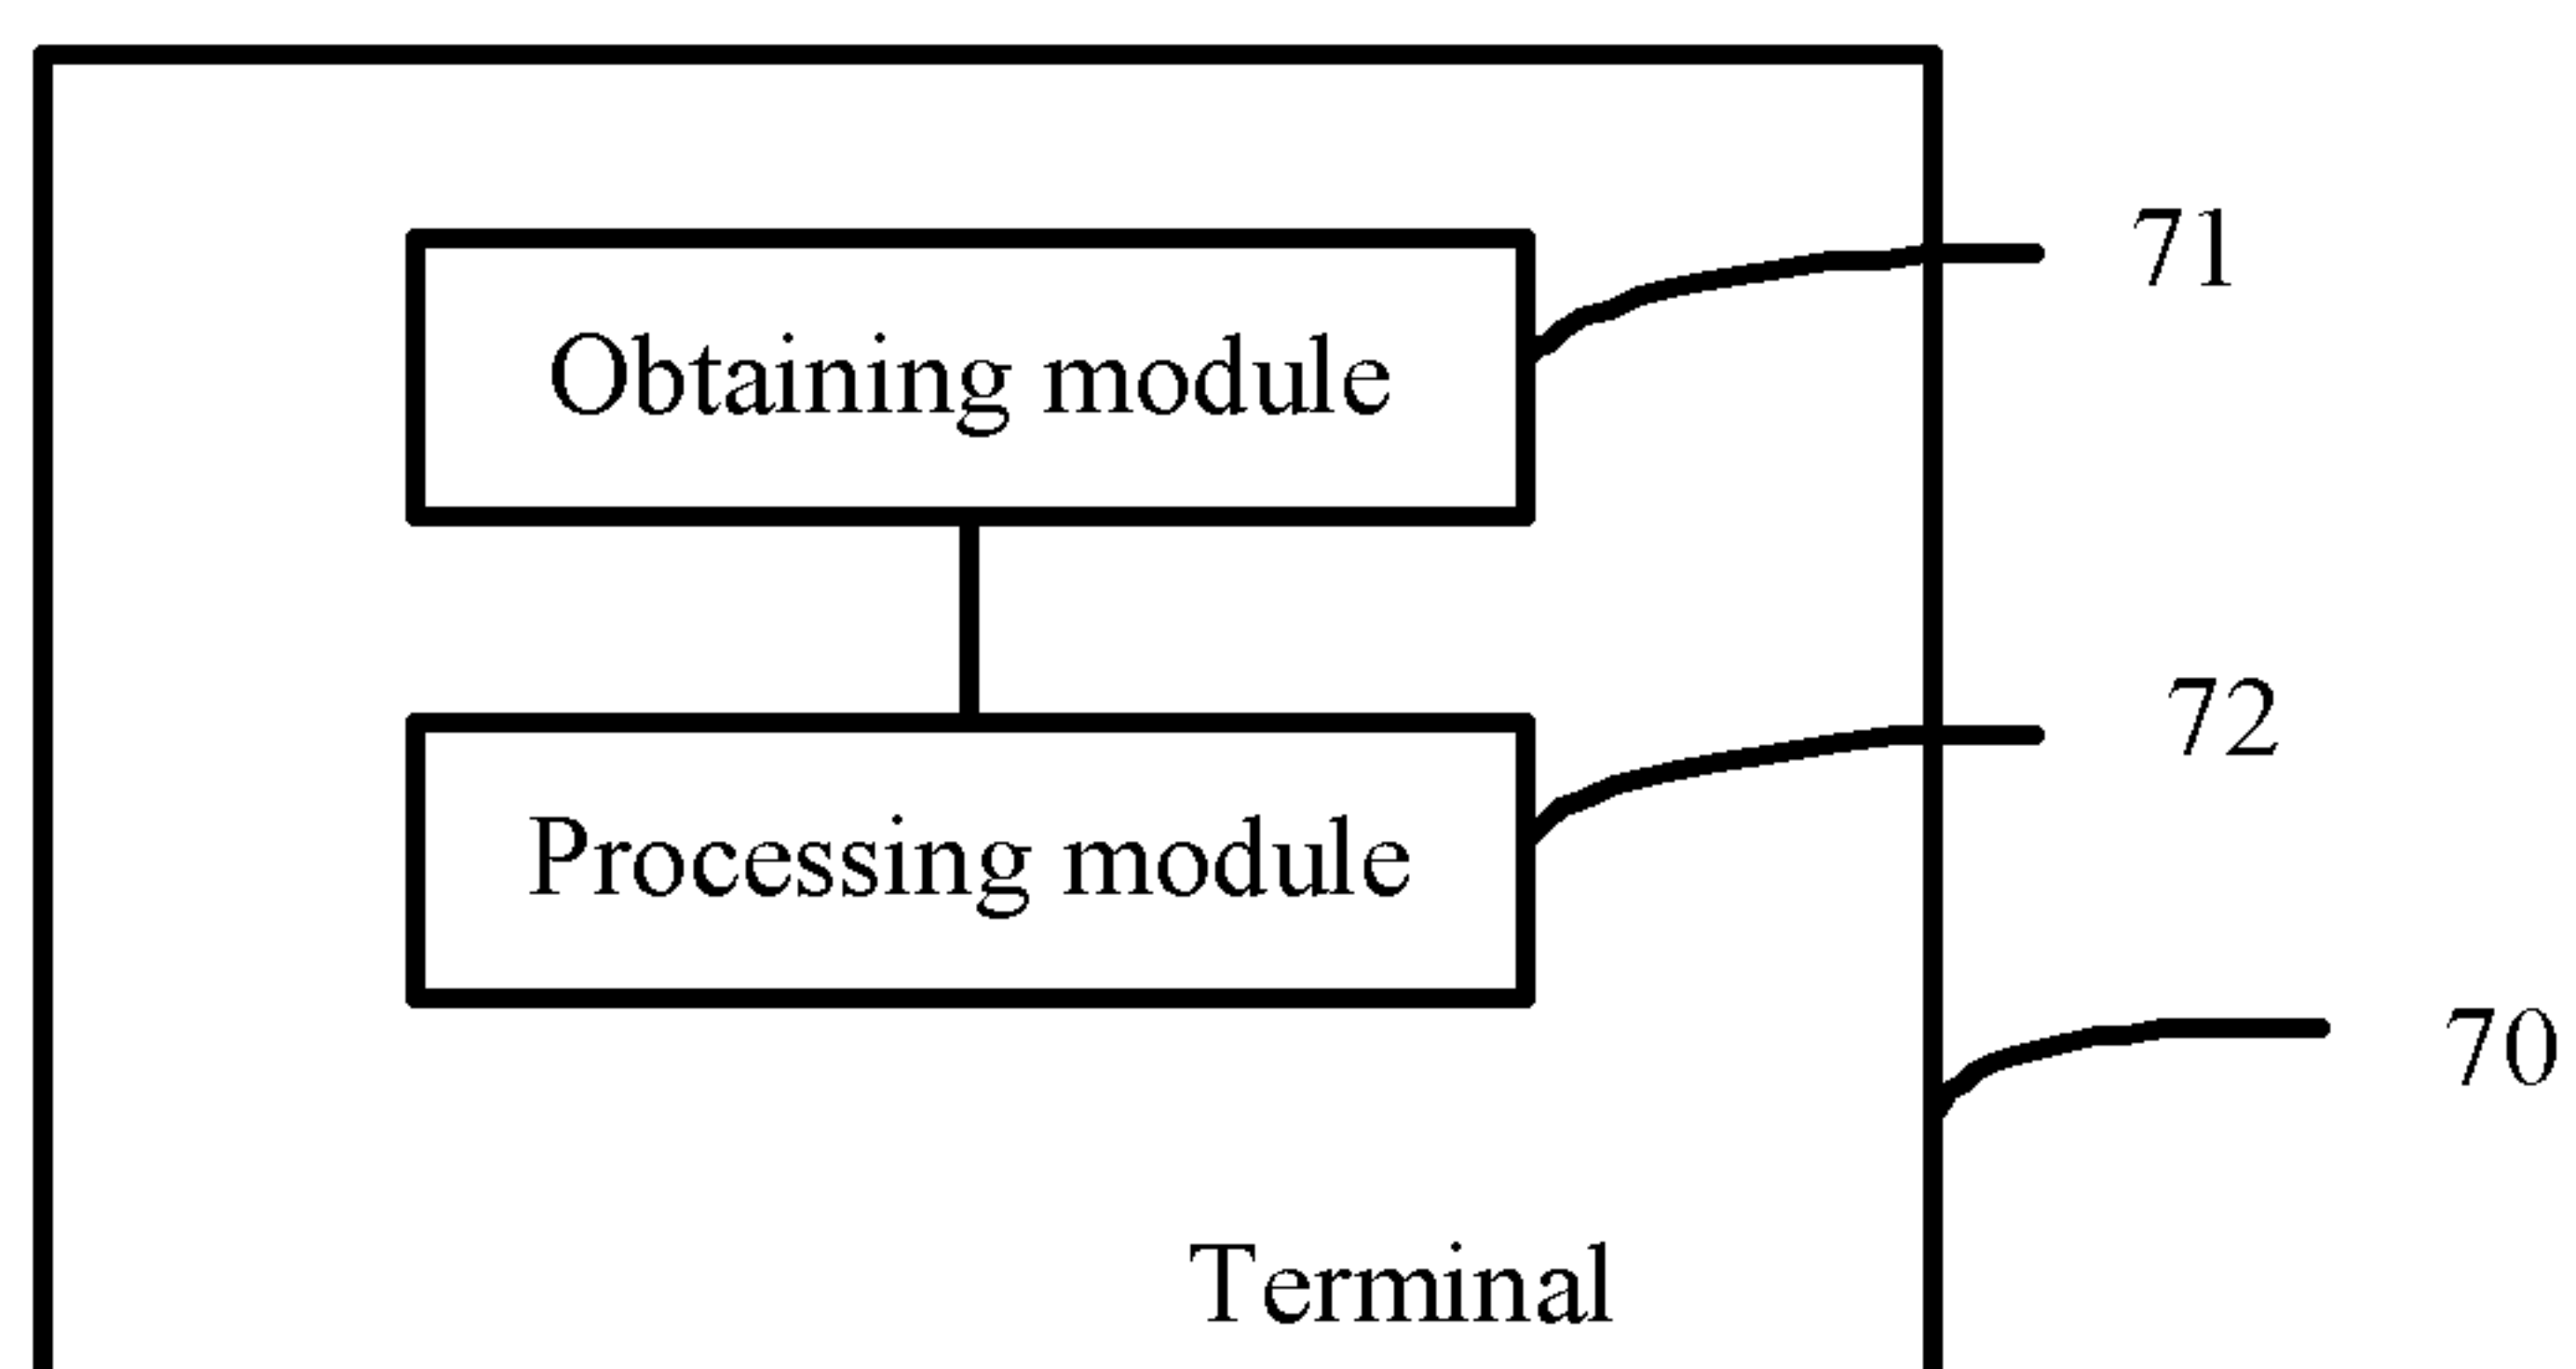 71
Obtaining module
72
Processing module
70
Terminal